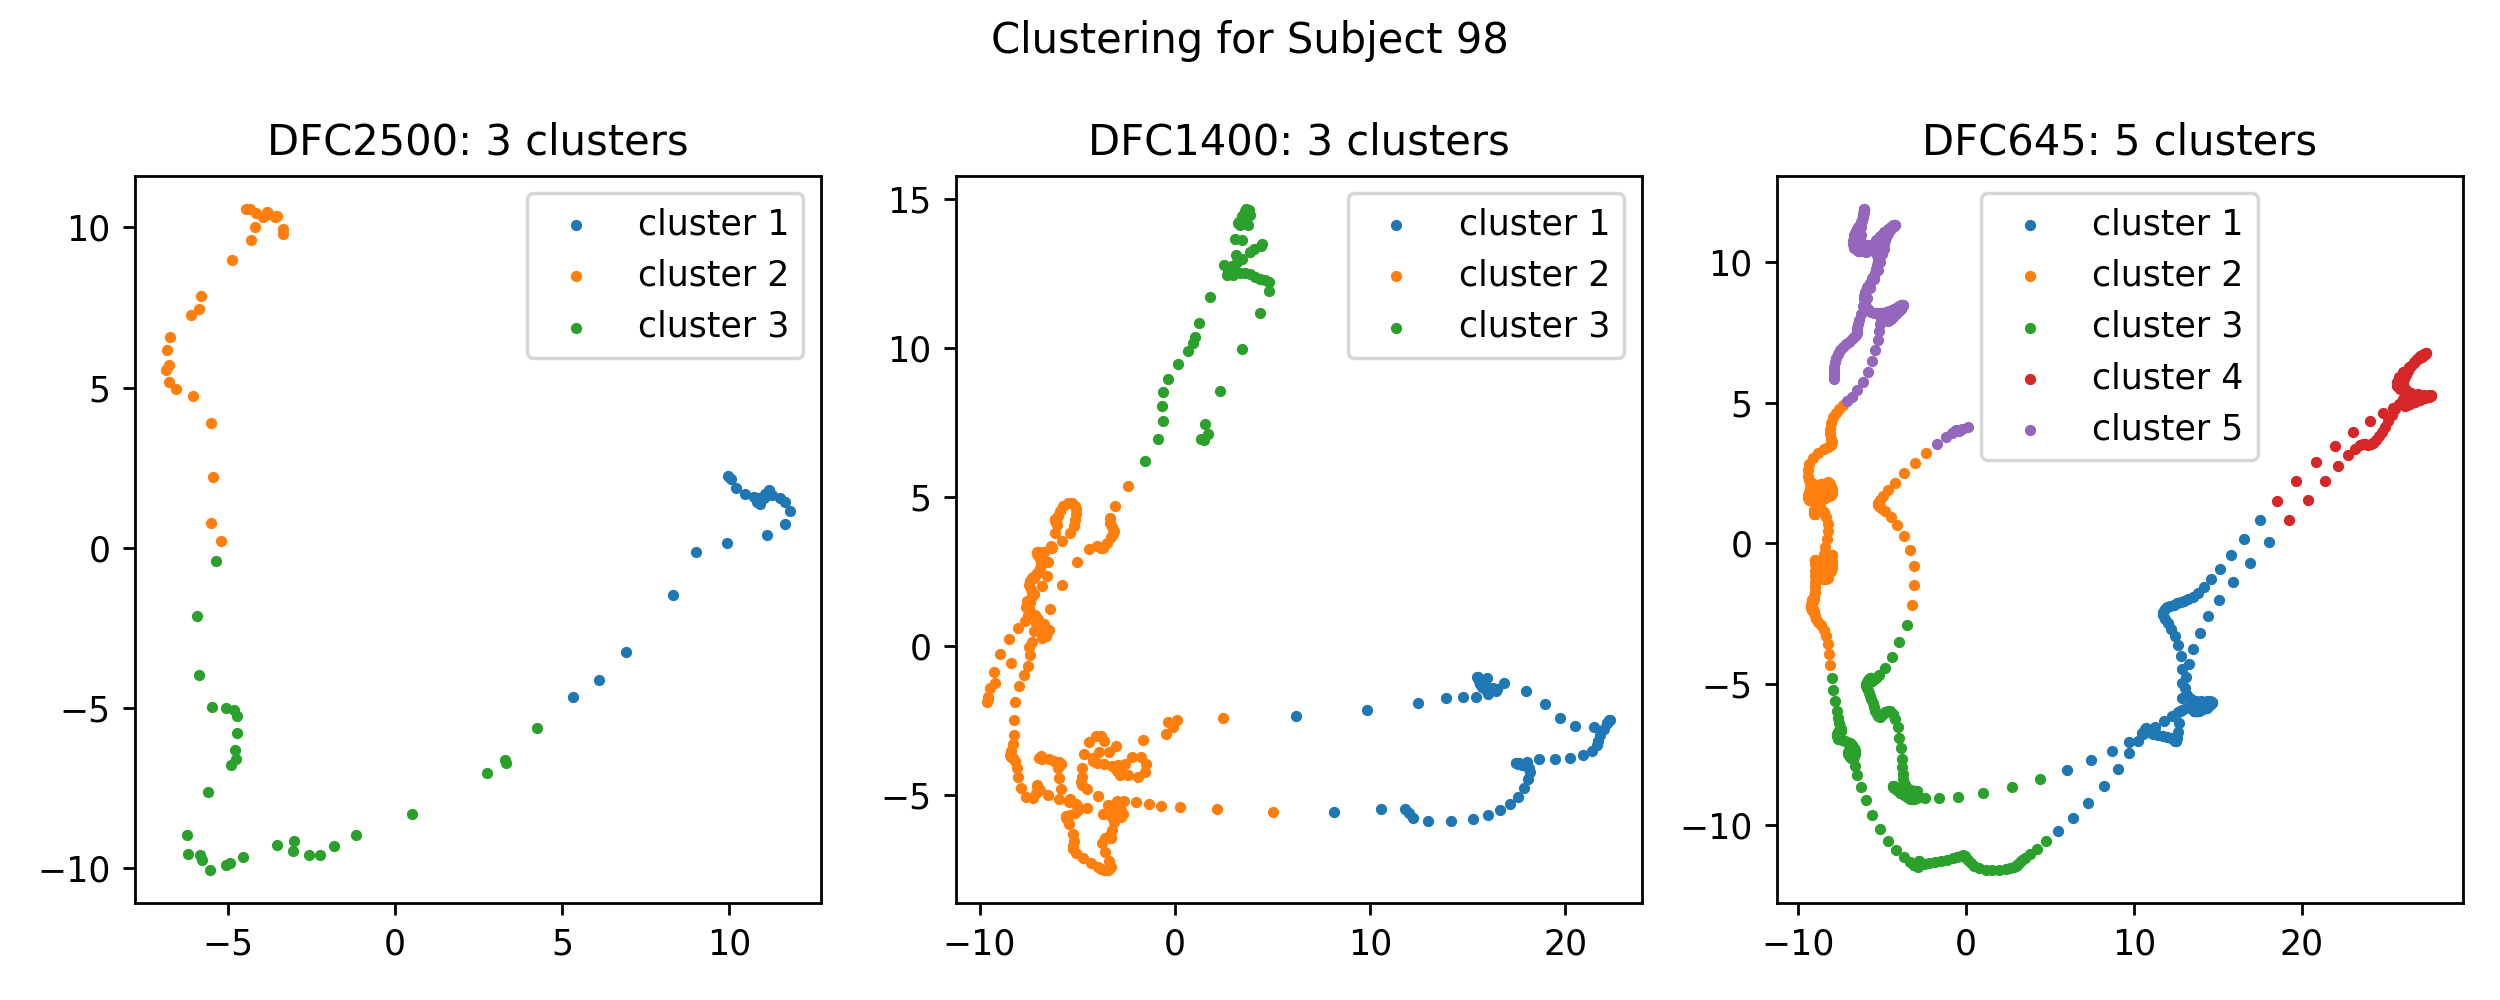 Clustering for Subject 98
DFC2500: 3 clusters
cluster 1
cluster 2
cluster 3
10
5
0
−5
−10
−5
0
5
10
DFC1400: 3 clusters
cluster 1
cluster 2
cluster 3
15
10
5
0
−5
−10
0
10
20
DFC645: 5 clusters
cluster 1
cluster 2
cluster 3
cluster 4
cluster 5
10
5
0
−5
−10
−10
0
10
20